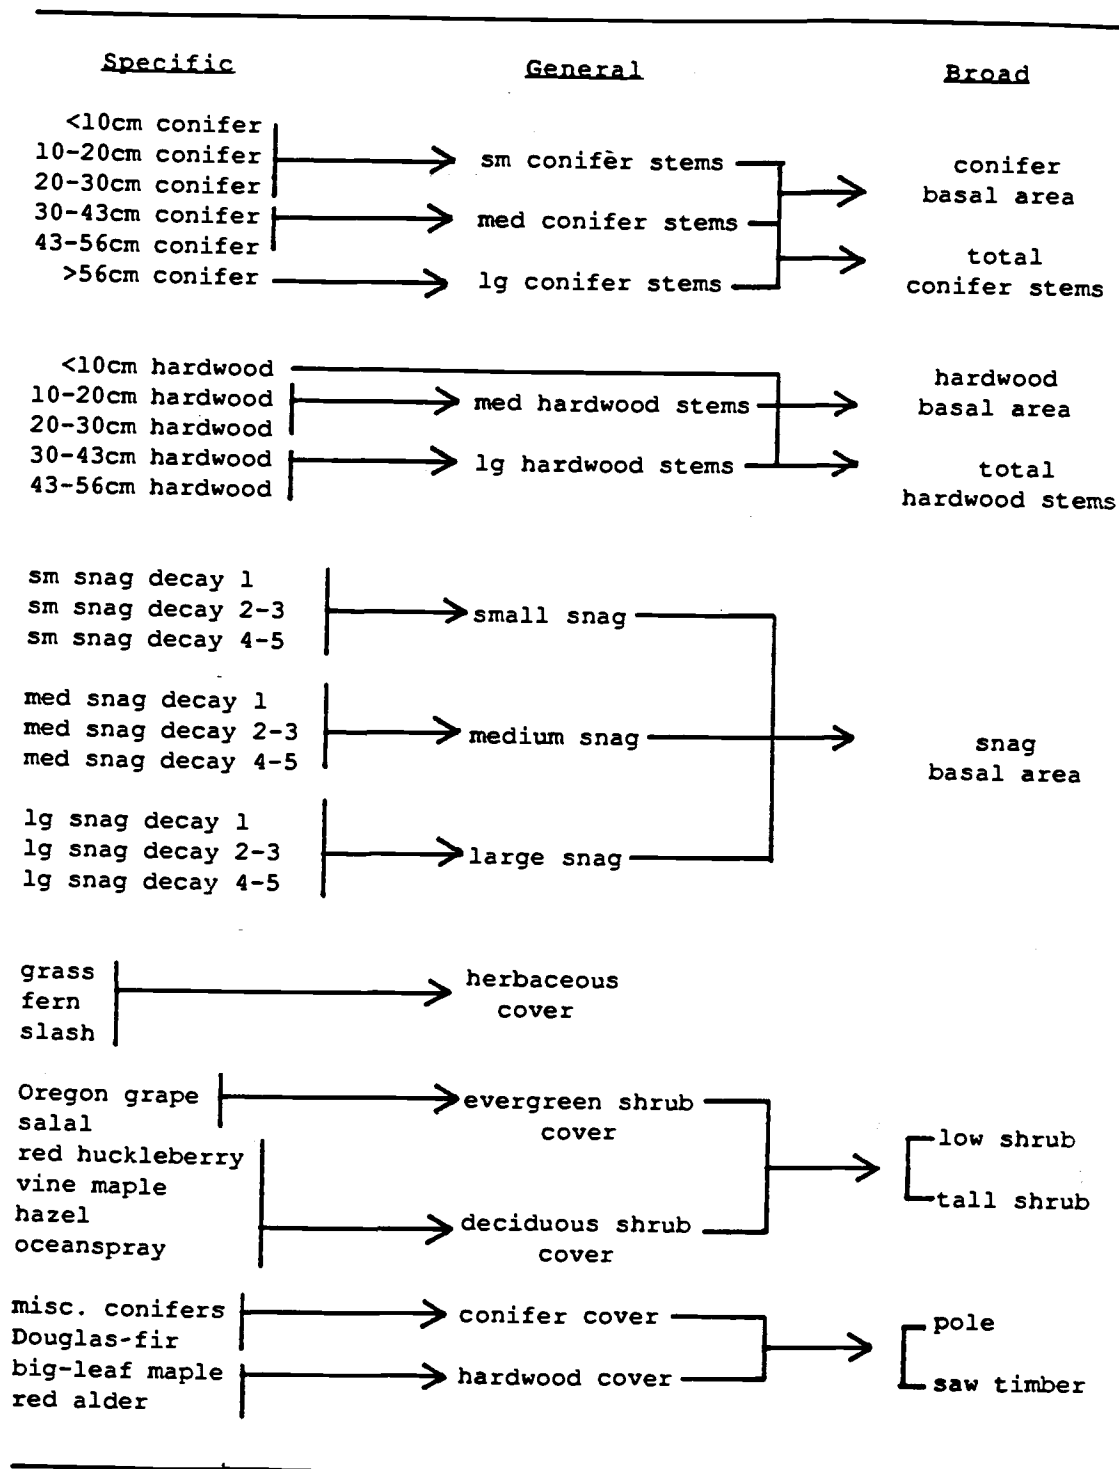 Specific General Broad
<10cm conifer
10-20cm conifer sm conifer stems conifer
20-30cm conifer basal area
30-43cm conifer med conifer stems
43-56cm conifer total
>56cm conifer lg conifer stems conifer stems
<10cm hardwood hardwood
10-20cm hardwood med hardwood stems basal area
20-30cm hardwood
30-43cm hardwood lg hardwood stems total
43-56cm hardwood hardwood stems
sm snag decay 1
sm snag decay 2-3 small snag
sm snag decay 4-5
med snag decay 1
med snag decay 2-3 medium snag snag
med snag decay 4-5 basal area
lg snag decay 1
lg snag decay 2-3 large snag
lg snag decay 4-5
grass herbaceous
fern cover
slash
Oregon grape evergreen shrub
salal cover low shrub
red huckleberry
vine maple tall shrub
hazel deciduous shrub
oceanspray cover
misc. conifers conifer cover pole
Douglas-fir
big-leaf maple hardwood cover saw timber
red alder